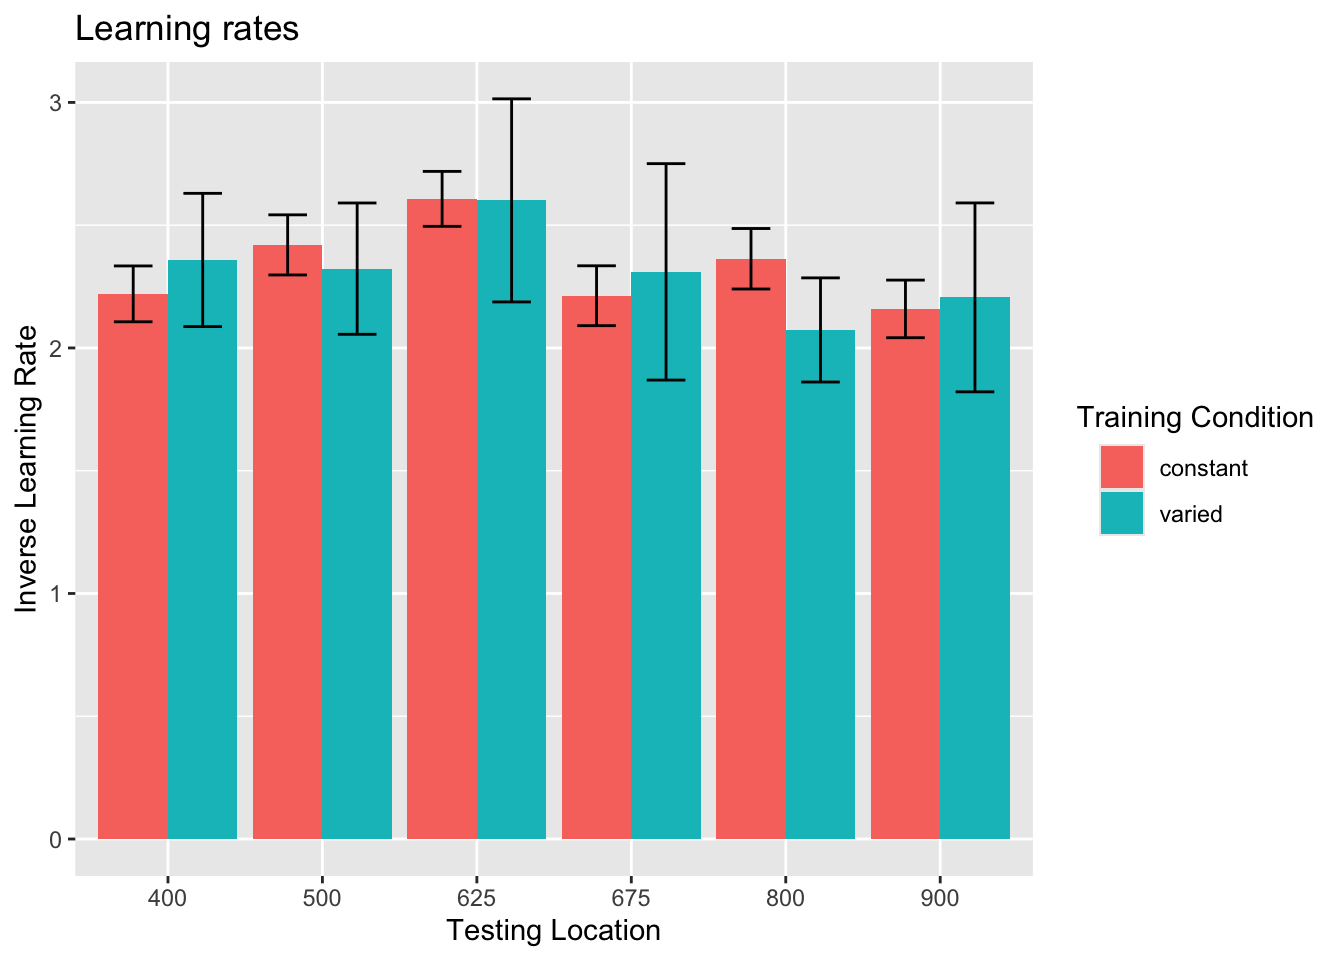 Learning rates
3
2
1
0
Inverse Learning Rate
400 500 625 675 800 900
Testing Location
Training Condition
constant
varied